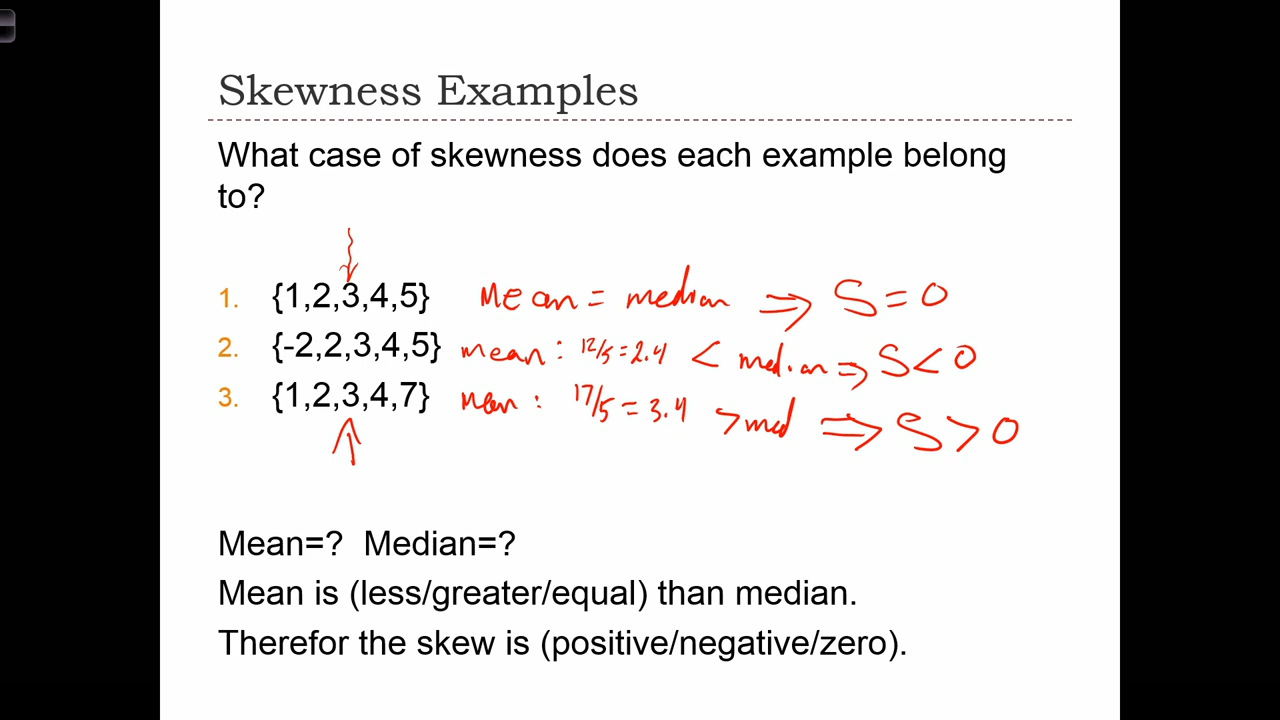 Skewness Examples
What case of skewness does each example belong
to?
1. {1,2,3,4,5} Mean = median ⇒ S = 0
2. {-2,2,3,4,5} mean: 12/5 = 2.4 < median ⇒ S < 0
3. {1,2,3,4,7} Mean: 17/5 = 3.4 > med ⇒ S > 0
Mean=? Median=?
Mean is (less/greater/equal) than median.
Therefor the skew is (positive/negative/zero).